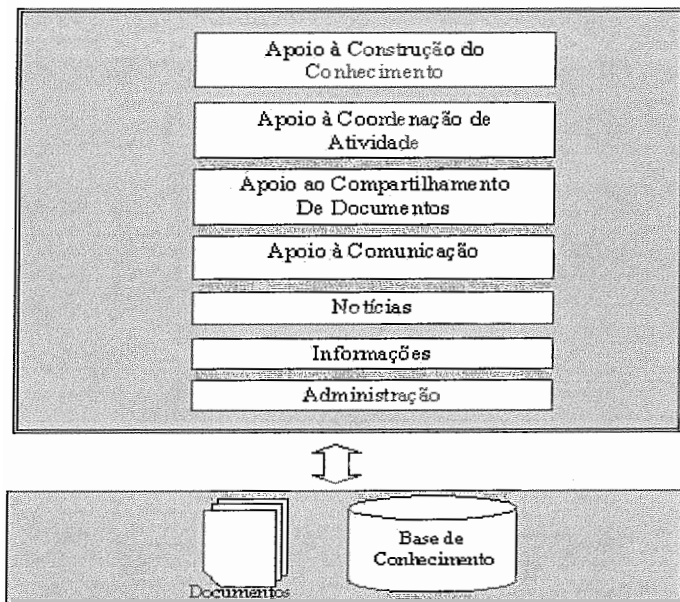 Apoio à Construção do
Conhecimento
Apoio à Coordenação de
Atividade
Apoio ao Compartilhamento
De Documentos
Apoio à Comunicação
Notícias
Informações
Administração
Base de
Conhecimento
Documentos